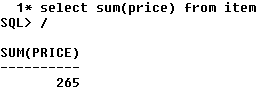 1* select sum(price) from item
SQL> /
SUM(PRICE)
----------
265